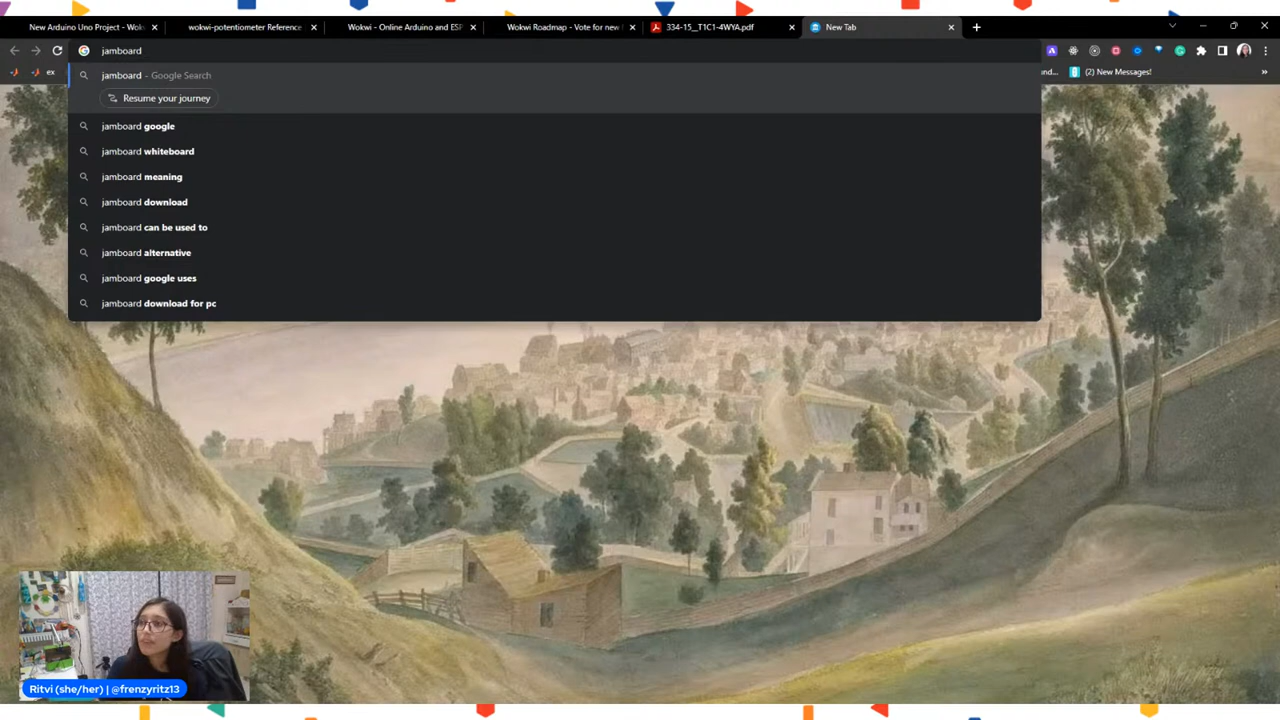 New Arduino Uno Project - Wok
wokwi-potentiometer Reference
Wokwi - Online Arduino and ESP
Wokwi Roadmap - Vote for new
334-15__T1C1-4WYA.pdf
New Tab
jamboard
ex
jamboard - Google Search
und...
(2) New Messages!
Resume your journey
jamboard google
jamboard whiteboard
jamboard meaning
jamboard download
jamboard can be used to
jamboard alternative
jamboard google uses
jamboard download for pc
Ritvi (she/her) | @frenzyritz13